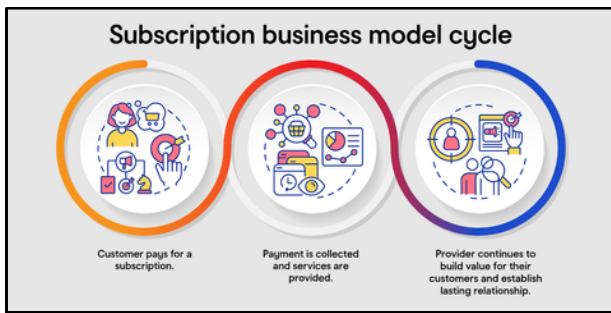 Subscription business model cycle
Customer pays for a
subscription.
Payment is collected
and services are
provided.
Provider continues to
build value for their
customers and establish
lasting relationship.